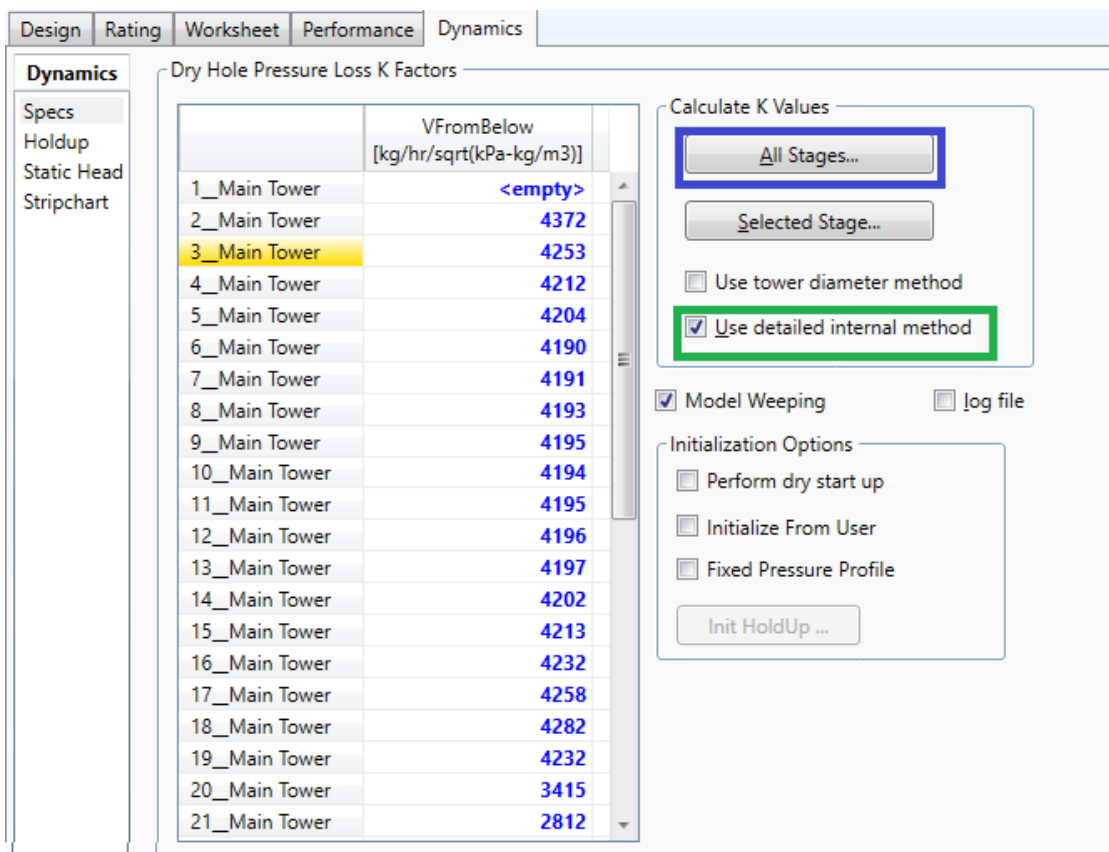 Design Rating Worksheet Performance Dynamics
Dynamics
Specs
Holdup
Static Head
Stripchart
Dry Hole Pressure Loss K Factors
VFromBelow
[kg/hr/sqrt(kPa-kg/m3)]
1__Main Tower <empty>
2__Main Tower 4372
3__Main Tower 4253
4__Main Tower 4212
5__Main Tower 4204
6__Main Tower 4190
7__Main Tower 4191
8__Main Tower 4193
9__Main Tower 4195
10__Main Tower 4194
11__Main Tower 4195
12__Main Tower 4196
13__Main Tower 4197
14__Main Tower 4202
15__Main Tower 4213
16__Main Tower 4232
17__Main Tower 4258
18__Main Tower 4282
19__Main Tower 4232
20__Main Tower 3415
21__Main Tower 2812
Calculate K Values
All Stages...
Selected Stage...
Use tower diameter method
Use detailed internal method
Model Weeping log file
Initialization Options
Perform dry start up
Initialize From User
Fixed Pressure Profile
Init HoldUp ...